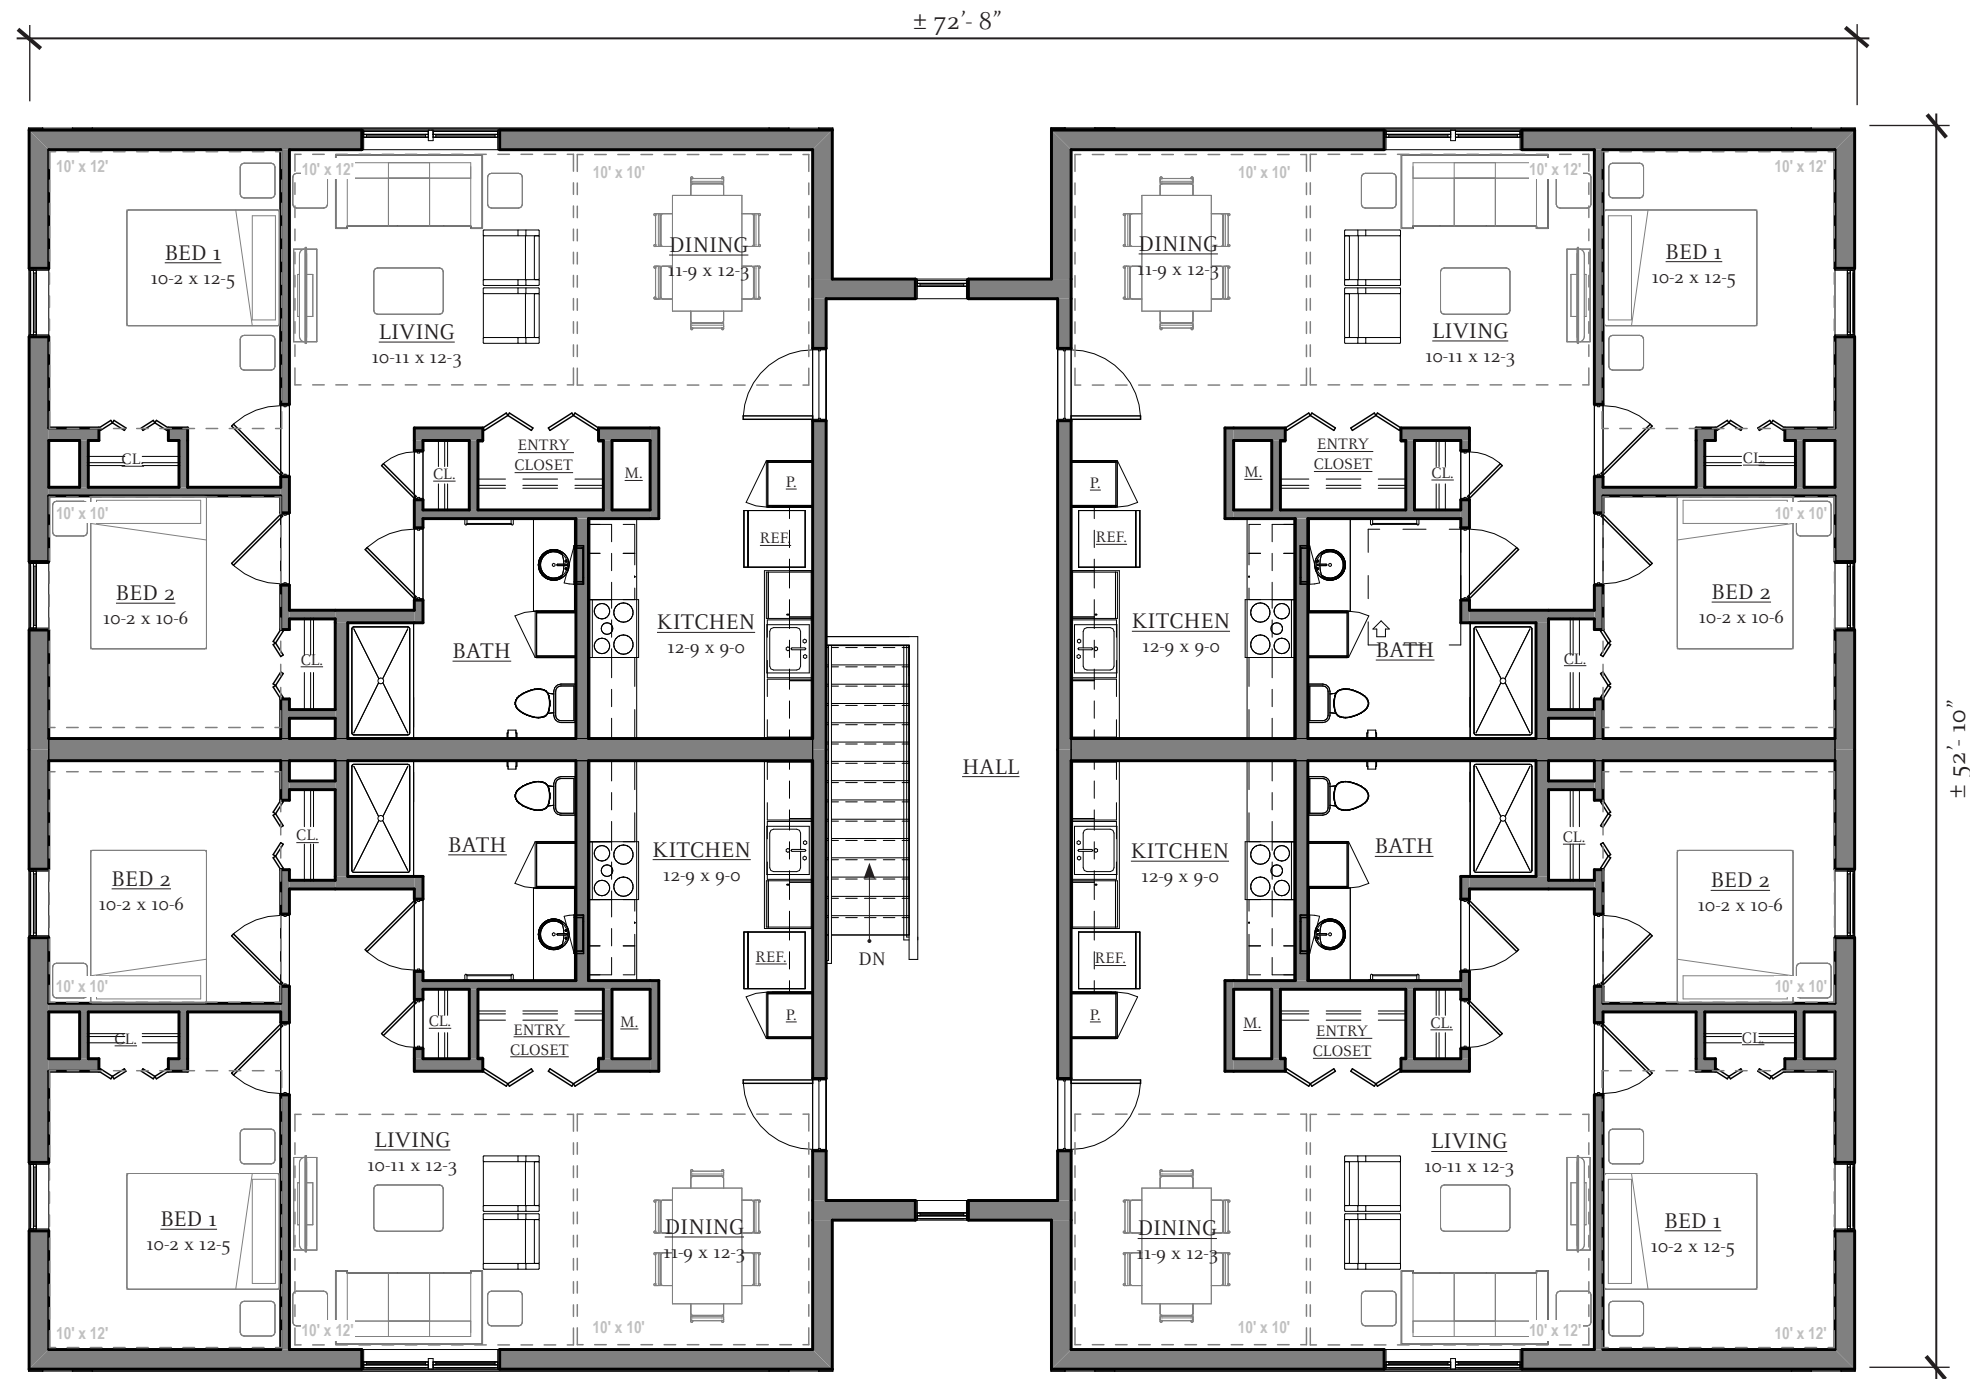 ± 72’- 8”
10' x 12'
10' x 12'
10' x 10'
10' x 10'
10' x 12'
10' x 12'
BED 1
10-2 x 12-5
DINING
11-9 x 12-3
DINING
11-9 x 12-3
BED 1
10-2 x 12-5
LIVING
10-11 x 12-3
LIVING
10-11 x 12-3
CL.
CL.
ENTRY
CLOSET
M.
P.
P.
M.
ENTRY
CLOSET
CL.
CL.
10' x 10'
REF.
REF.
10' x 10'
BED 2
10-2 x 10-6
CL.
BATH
KITCHEN
12-9 x 9-0
KITCHEN
12-9 x 9-0
BATH
CL.
BED 2
10-2 x 10-6
HALL
± 52’- 10”
BED 2
10-2 x 10-6
CL.
BATH
KITCHEN
12-9 x 9-0
KITCHEN
12-9 x 9-0
BATH
CL.
BED 2
10-2 x 10-6
10' x 10'
REF.
DN
REF.
10' x 10'
CL.
CL.
ENTRY
CLOSET
M.
P.
P.
M.
ENTRY
CLOSET
CL.
CL.
LIVING
10-11 x 12-3
LIVING
10-11 x 12-3
BED 1
10-2 x 12-5
DINING
11-9 x 12-3
DINING
11-9 x 12-3
BED 1
10-2 x 12-5
10' x 12'
10' x 12'
10' x 10'
10' x 10'
10' x 12'
10' x 12'